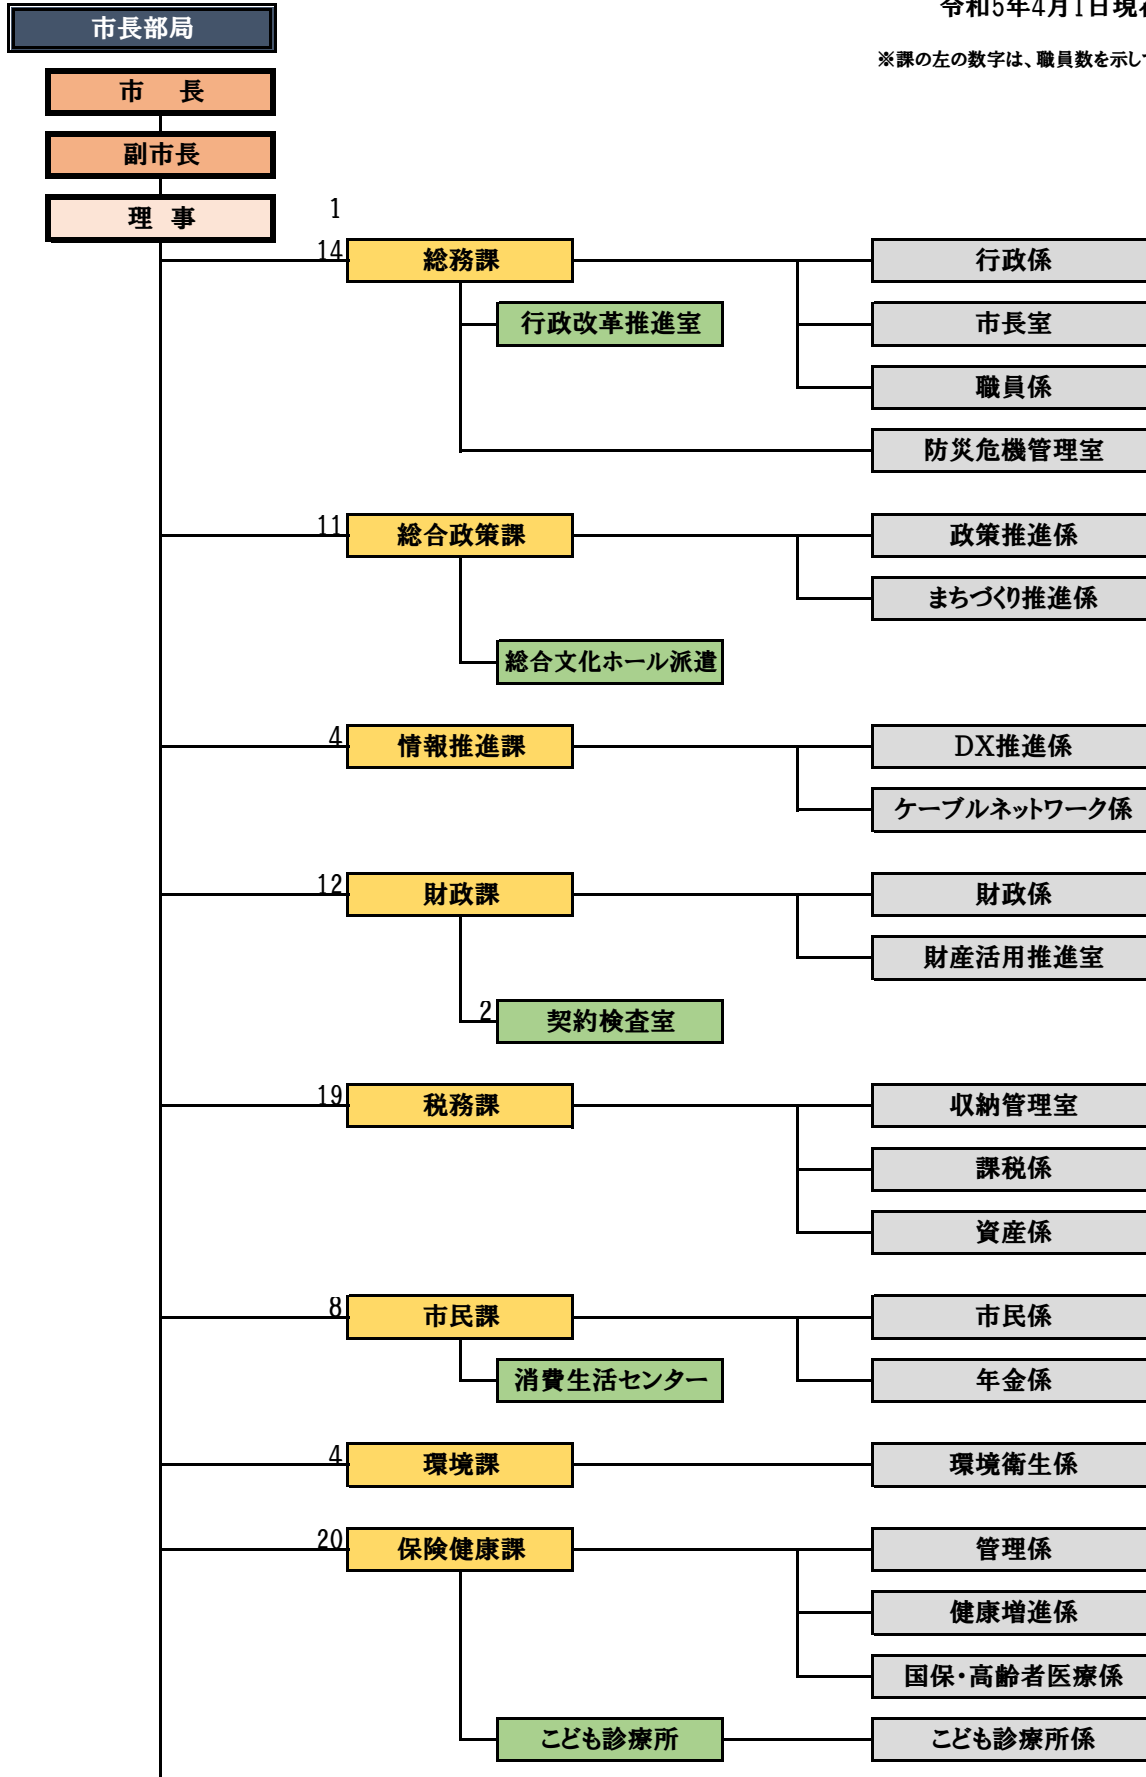 令和5年4月1日現在
市長部局
※課の左の数字は、職員数を示して
市 長
副市長
理 事
1
14 総務課 行政係
行政改革推進室 市長室
職員係
防災危機管理室
11 総合政策課 政策推進係
まちづくり推進係
総合文化ホール派遣
4 情報推進課 DX推進係
ケーブルネットワーク係
12 財政課 財政係
財産活用推進室
2 契約検査室
19 税務課 収納管理室
課税係
資産係
8 市民課 市民係
消費生活センター 年金係
4 環境課 環境衛生係
20 保険健康課 管理係
健康増進係
国保・高齢者医療係
こども診療所 こども診療所係